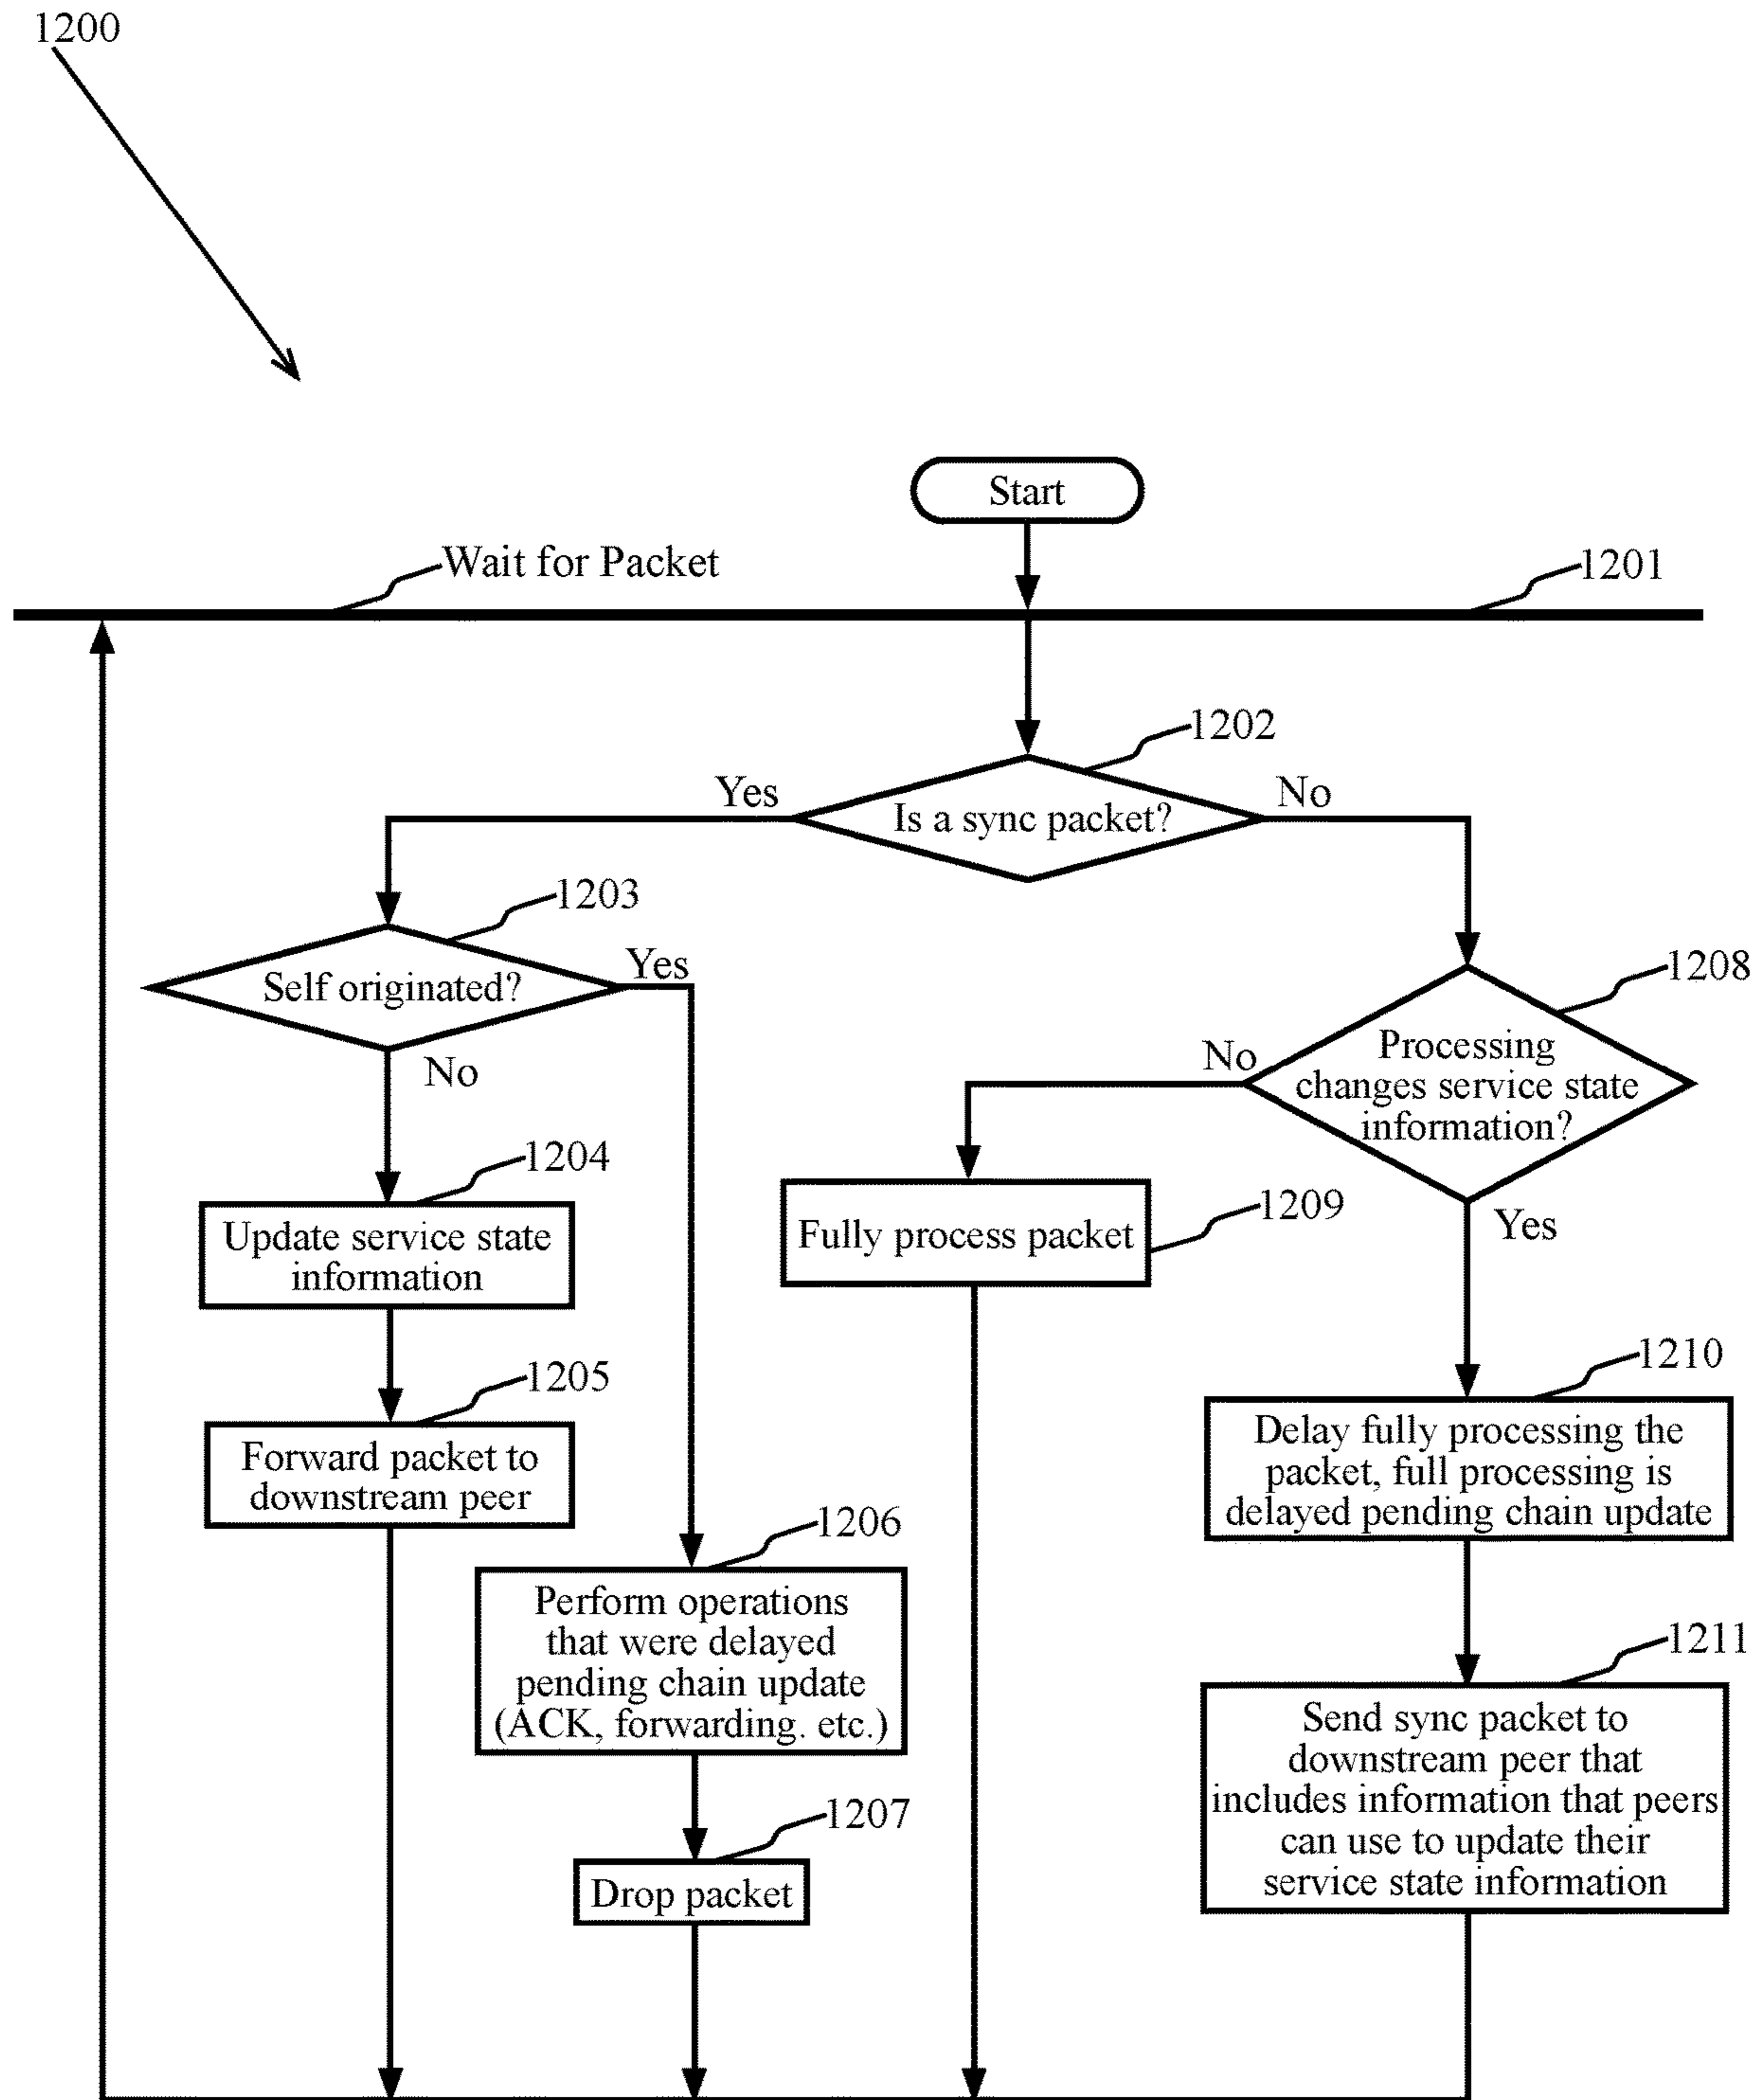 1200
Start
Wait for Packet
1201
1202
Yes
Is a sync packet?
No
1203
Self originated?
Yes
No
1208
Processing
changes service state
information?
No
Yes
1204
Update service state
information
1209
Fully process packet
1205
Forward packet to
downstream peer
1210
Delay fully processing the
packet, full processing is
delayed pending chain update
1206
Perform operations
that were delayed
pending chain update
(ACK, forwarding. etc.)
1211
Send sync packet to
downstream peer that
includes information that peers
can use to update their
service state information
1207
Drop packet